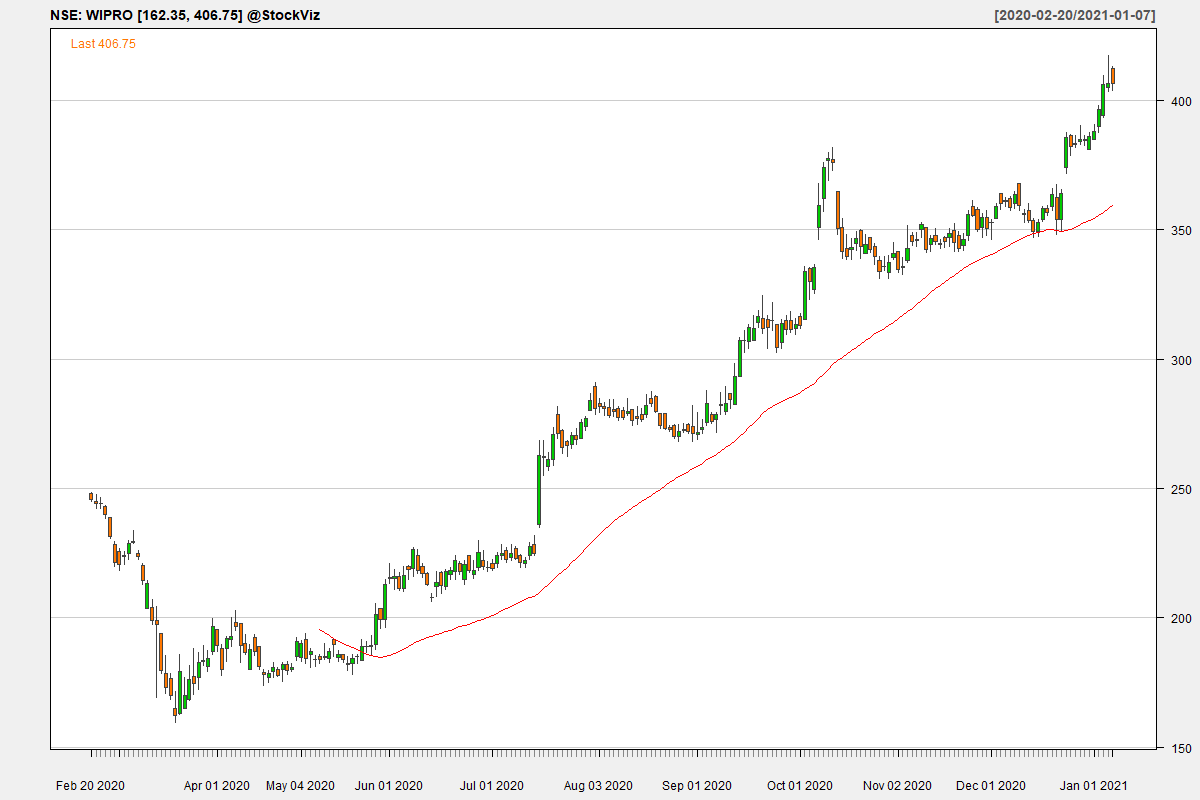 NSE: WIPRO [162.35, 406.75] @StockViz
[2020-02-20/2021-01-07]
Last 406.75
400
350
300
250
200
150
Feb 20 2020
Apr 01 2020
May 04 2020
Jun 01 2020
Jul 01 2020
Aug 03 2020
Sep 01 2020
Oct 01 2020
Nov 02 2020
Dec 01 2020
Jan 01 2021